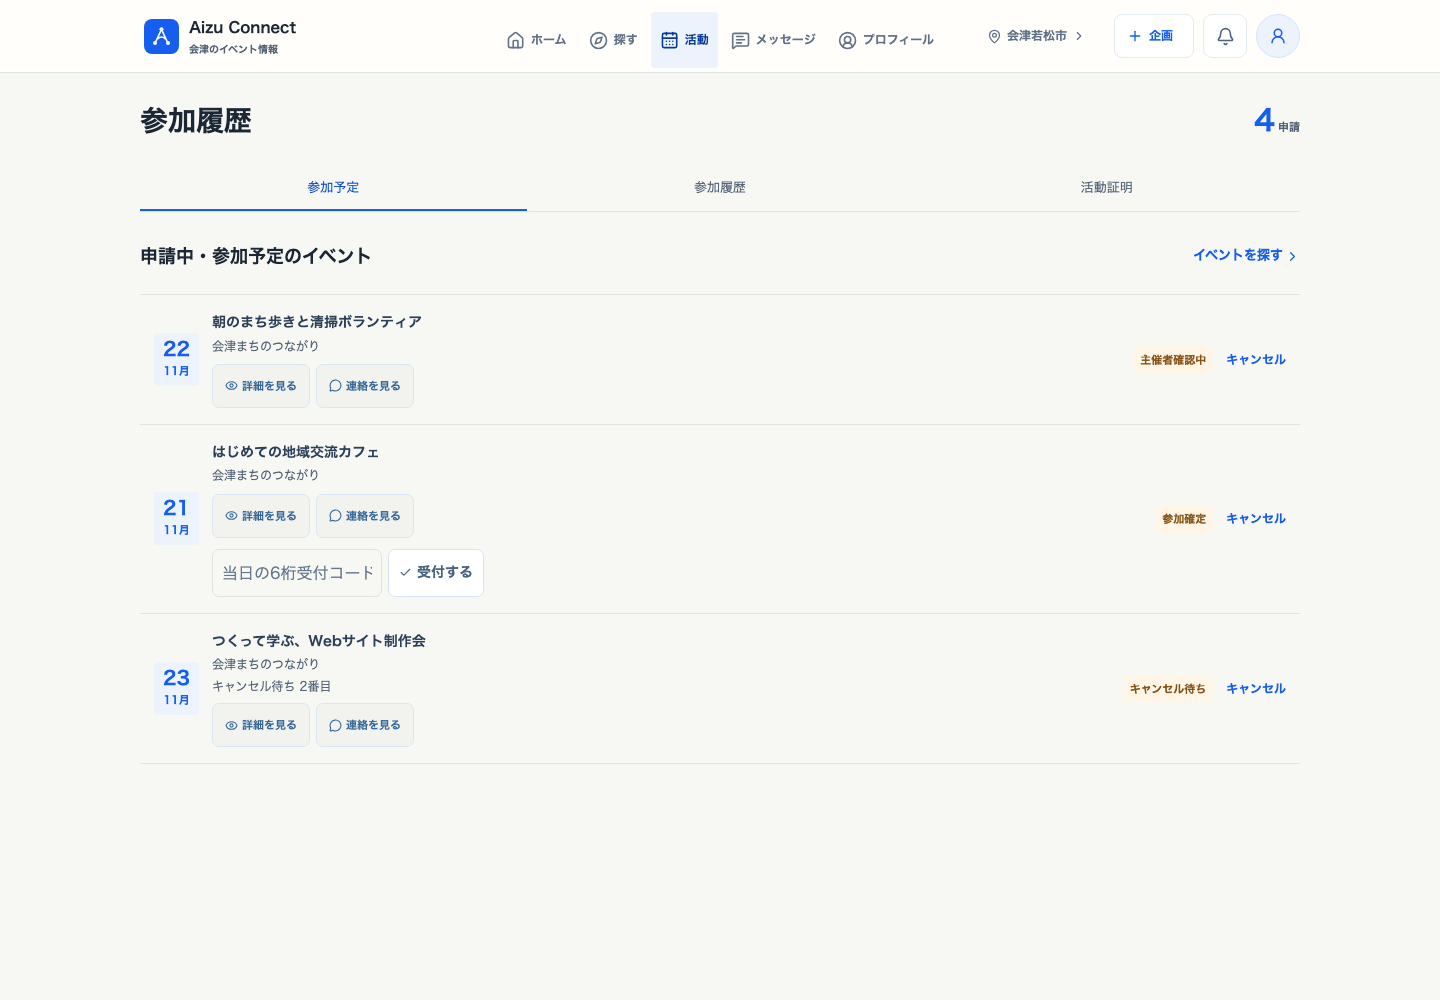 Aizu Connect
会津のイベント情報
ホーム
探す
活動
メッセージ
プロフィール
会津若松市
企画
参加履歴
4 申請
参加予定
参加履歴
活動証明
申請中・参加予定のイベント
イベントを探す
22
11月
朝のまち歩きと清掃ボランティア
会津まちのつながり
詳細を見る
連絡を見る
主催者確認中
キャンセル
21
11月
はじめての地域交流カフェ
会津まちのつながり
詳細を見る
連絡を見る
当日の6桁受付コード
受付する
参加確定
キャンセル
23
11月
つくって学ぶ、Webサイト制作会
会津まちのつながり
キャンセル待ち 2番目
詳細を見る
連絡を見る
キャンセル待ち
キャンセル